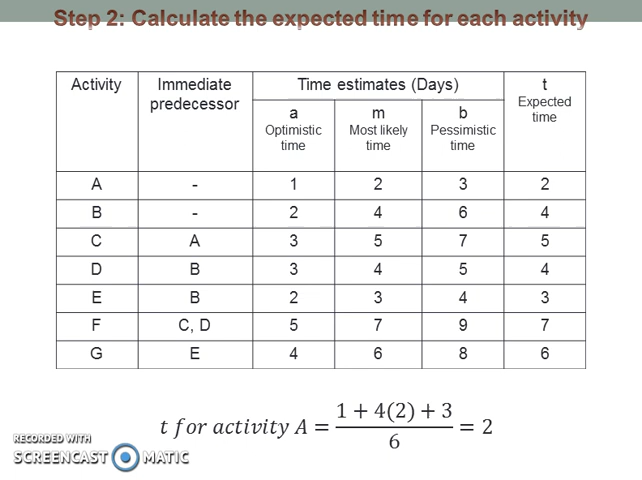 Step 2: Calculate the expected time for each activity
Activity Immediate predecessor Time estimates (Days) t Expected time
a Optimistic time m Most likely time b Pessimistic time
A - 1 2 3 2
B - 2 4 6 4
C A 3 5 7 5
D B 3 4 5 4
E B 2 3 4 3
F C, D 5 7 9 7
G E 4 6 8 6
t for activity A = 1 + 4(2) + 3 / 6 = 2
RECORDED WITH
SCREENCAST O MATIC